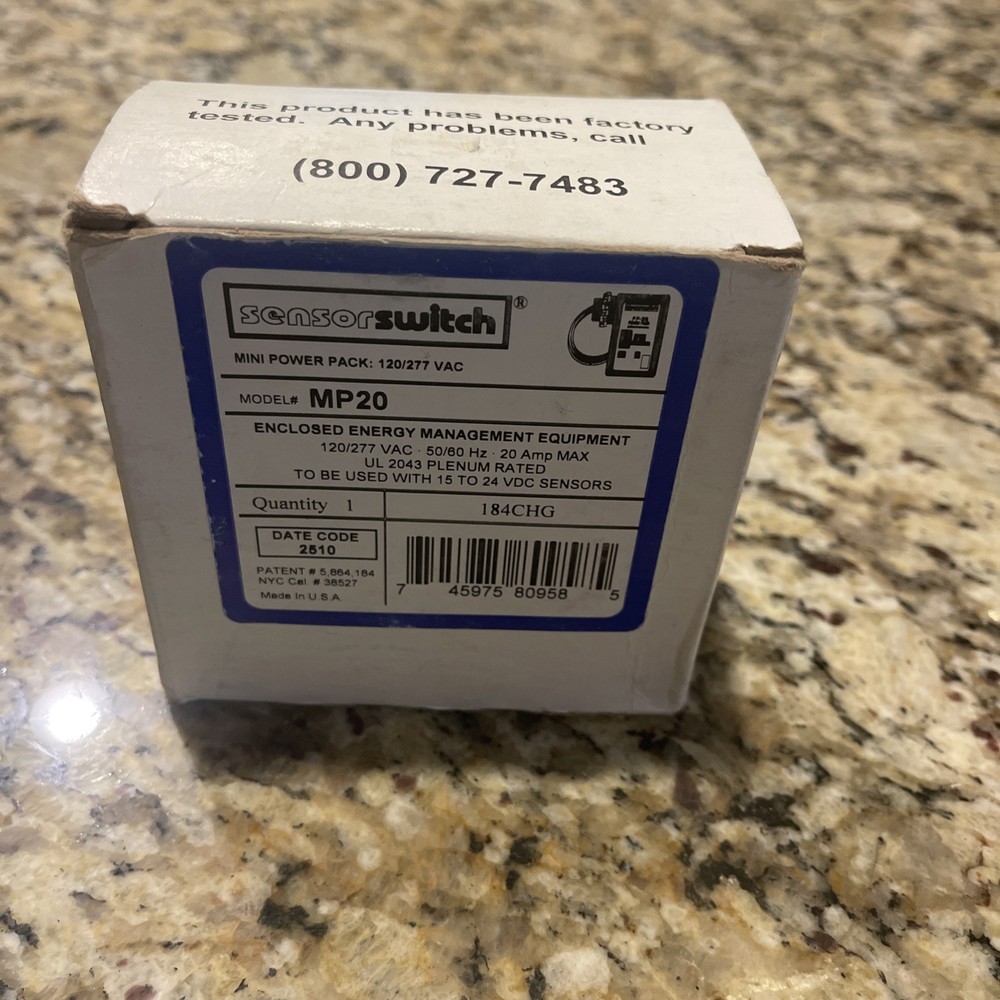 This product has been factory
tested. Any problems, call
(800) 727-7483
sensorswitch®
MINI POWER PACK: 120/277 VAC
MODEL# MP20
ENCLOSED ENERGY MANAGEMENT EQUIPMENT
120/277 VAC · 50/60 Hz · 20 Amp MAX
UL 2043 PLENUM RATED
TO BE USED WITH 15 TO 24 VDC SENSORS
Quantity 1
184CHG
DATE CODE
2510
PATENT # 5,864,184
NYC Cal. # 38527
Made In U.S.A.
7 45975 80958 5